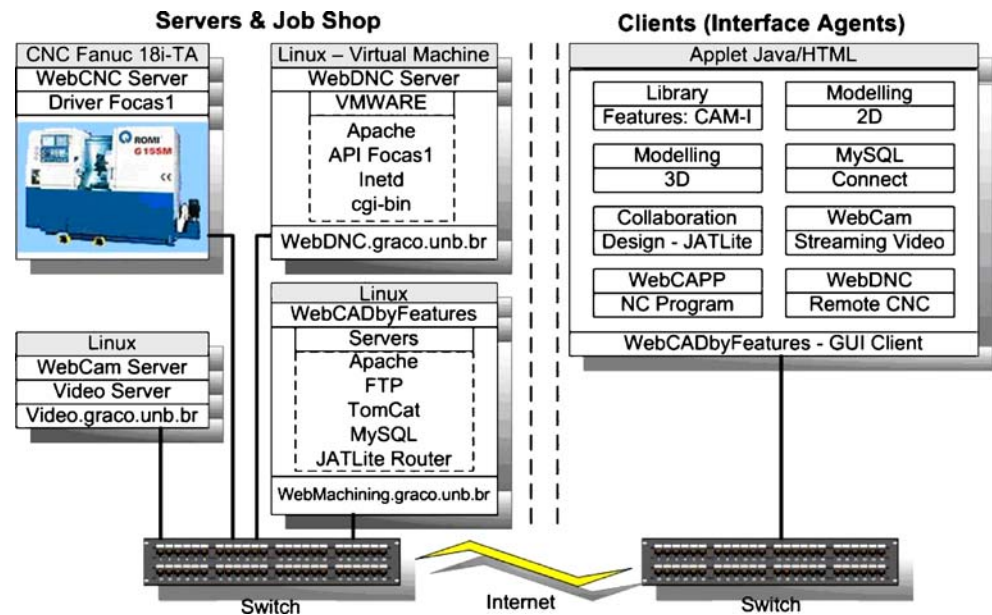 Servers & Job Shop
Clients (Interface Agents)
CNC Fanuc 18i-TA
WebCNC Server
Driver Focas1
ROMI
G 155M
Linux – Virtual Machine
WebDNC Server
VMWARE
Apache
API Focas1
Inetd
cgi-bin
WebDNC.graco.unb.br
Linux
WebCam Server
Video Server
Video.graco.unb.br
Linux
WebCADbyFeatures
Servers
Apache
FTP
TomCat
MySQL
JATLite Router
WebMachining.graco.unb.br
Applet Java/HTML
Library
Features: CAM-I
Modelling
2D
Modelling
3D
MySQL
Connect
Collaboration
Design - JATLite
WebCam
Streaming Video
WebCAPP
NC Program
WebDNC
Remote CNC
WebCADbyFeatures - GUI Client
Switch
Internet
Switch